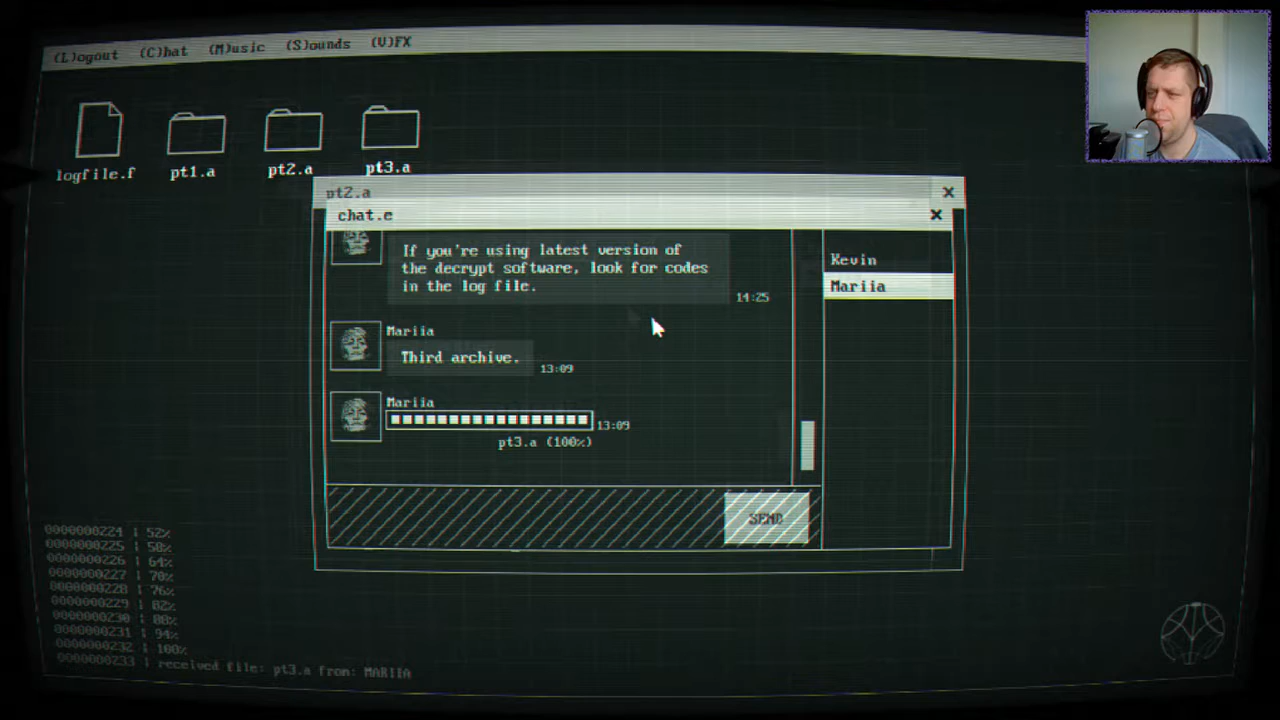 (L)ogout (C)hat (M)usic (S)ounds (V)FX
logfile.f pt1.a pt2.a pt3.a
pt2.a
chat.e
If you're using latest version of
the decrypt software, look for codes
in the log file.
14:25
Kevin
Mariia
Mariia
Third archive.
13:09
Mariia
13:09
pt3.a (100%)
SEND
0000000224 | 52%
0000000225 | 58%
0000000226 | 64%
0000000227 | 70%
0000000228 | 76%
0000000229 | 82%
0000000230 | 88%
0000000231 | 94%
0000000232 | 100%
0000000233 | received file: pt3.a from: MARIIA